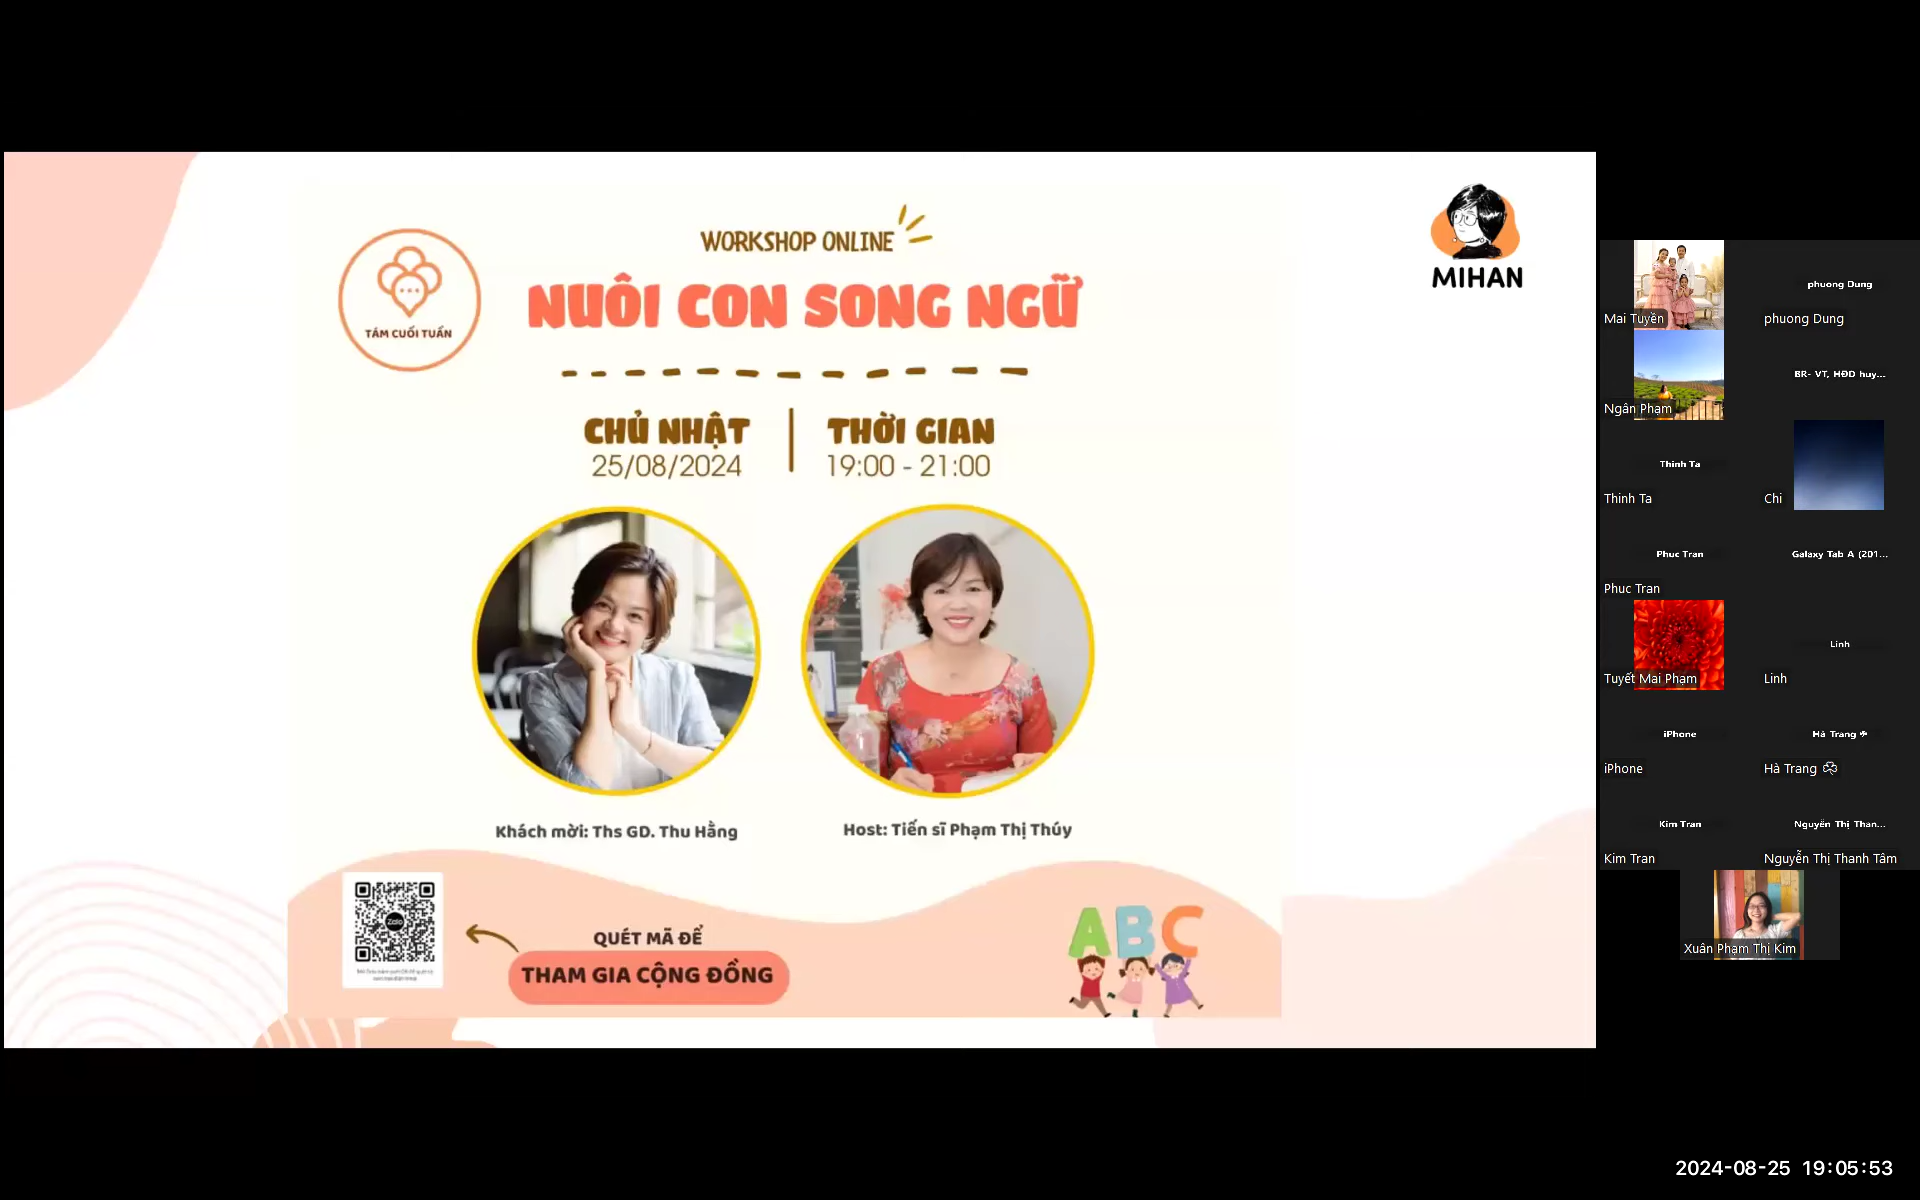 WORKSHOP ONLINE
NUÔI CON SONG NGỮ
TÁM CUỐI TUẦN
MIHAN
CHỦ NHẬT
25/08/2024
THỜI GIAN
19:00 - 21:00
Khách mời: Ths GD. Thu Hằng
Host: Tiến sĩ Phạm Thị Thúy
Zalo
QUÉT MÃ ĐỂ
THAM GIA CỘNG ĐỒNG
ABC
Mai Tuyền
phuong Dung
phuong Dung
Ngân Phạm
BR- VT, HĐD huy...
Thinh Ta
Thinh Ta
Chi
Phuc Tran
Phuc Tran
Galaxy Tab A (201...
Tuyết Mai Phạm
Linh
Linh
iPhone
iPhone
Hà Trang ☘
Hà Trang ☘
Kim Tran
Kim Tran
Nguyễn Thị Than...
Nguyễn Thị Thanh Tâm
Xuân Phạm Thị Kim
2024-08-25 19:05:53